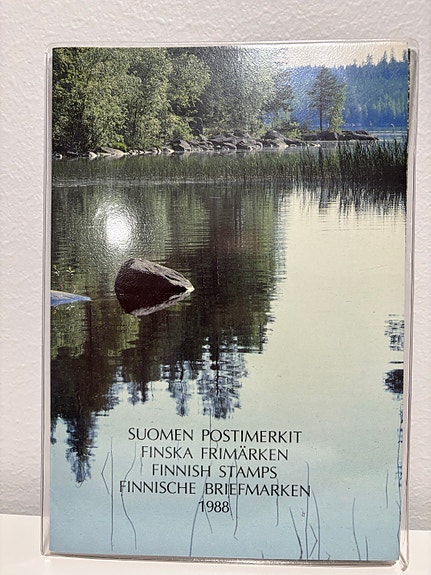 SUOMEN POSTIMERKIT
FINSKA FRIMÄRKEN
FINNISH STAMPS
FINNISCHE BRIEFMARKEN
1988